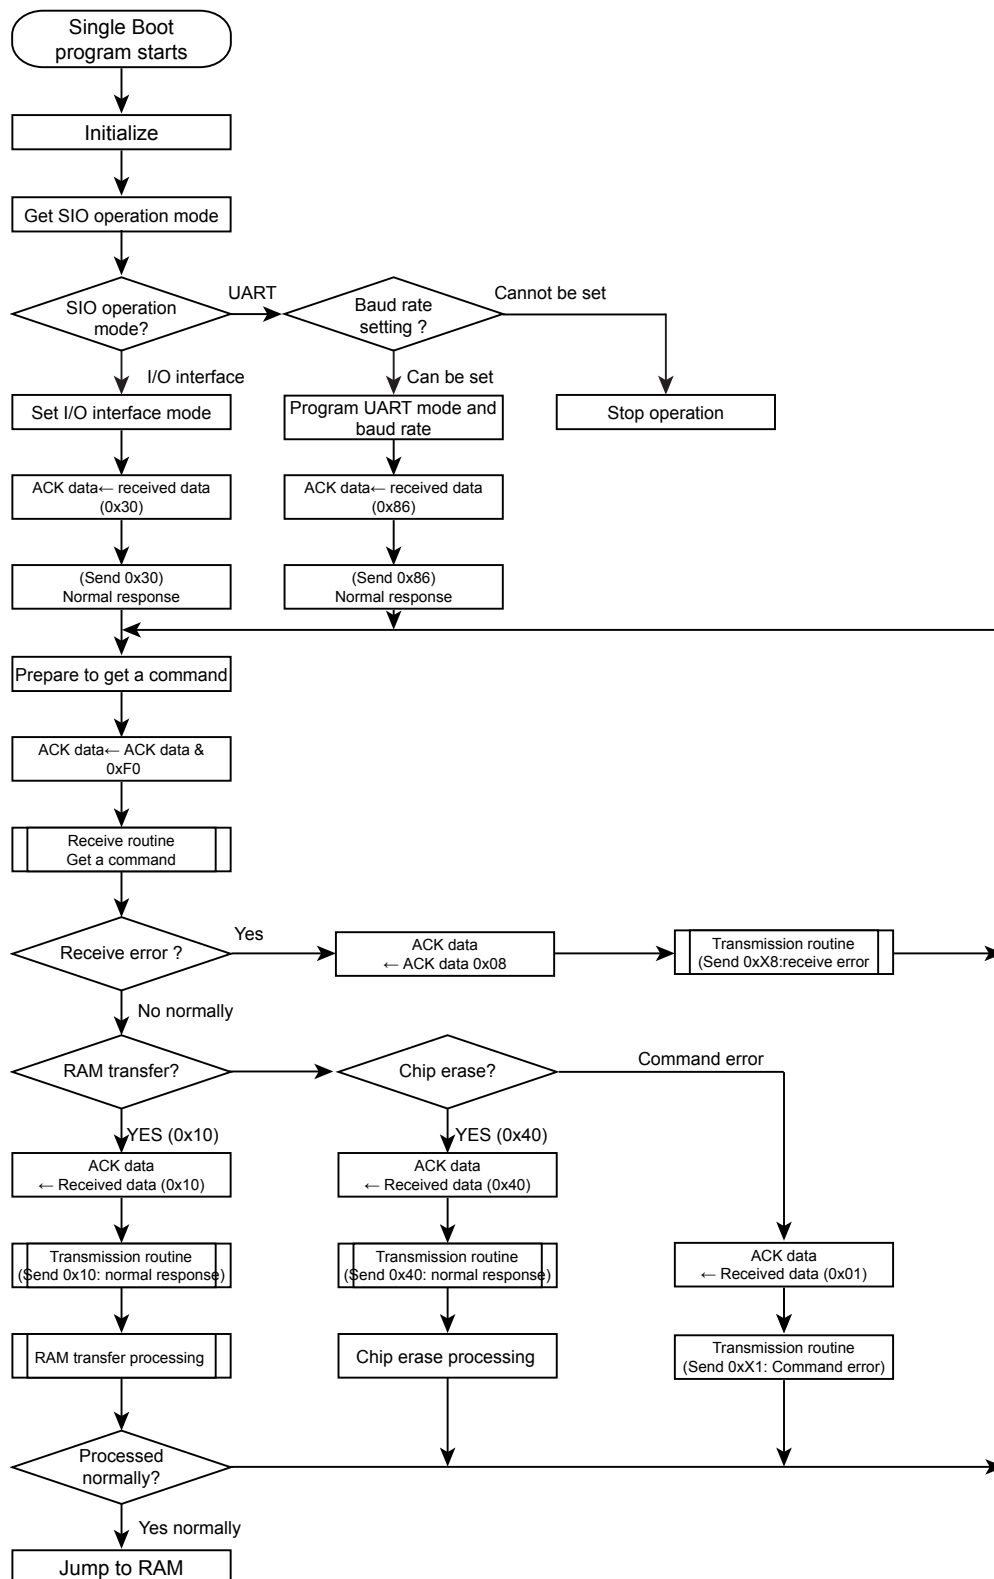 Single Boot
program starts
Initialize
Get SIO operation mode
SIO operation
mode?
UART
Baud rate
setting ?
Cannot be set
I/O interface
Can be set
Set I/O interface mode
Program UART mode and
baud rate
Stop operation
ACK data← received data
(0x30)
ACK data← received data
(0x86)
(Send 0x30)
Normal response
(Send 0x86)
Normal response
Prepare to get a command
ACK data← ACK data &
0xF0
Receive routine
Get a command
Receive error ?
Yes
ACK data
← ACK data 0x08
Transmission routine
(Send 0xX8:receive error
No normally
RAM transfer?
Chip erase?
Command error
YES (0x10)
YES (0x40)
ACK data
← Received data (0x10)
ACK data
← Received data (0x40)
Transmission routine
(Send 0x10: normal response)
Transmission routine
(Send 0x40: normal response)
ACK data
← Received data (0x01)
RAM transfer processing
Chip erase processing
Transmission routine
(Send 0xX1: Command error)
Processed
normally?
Yes normally
Jump to RAM